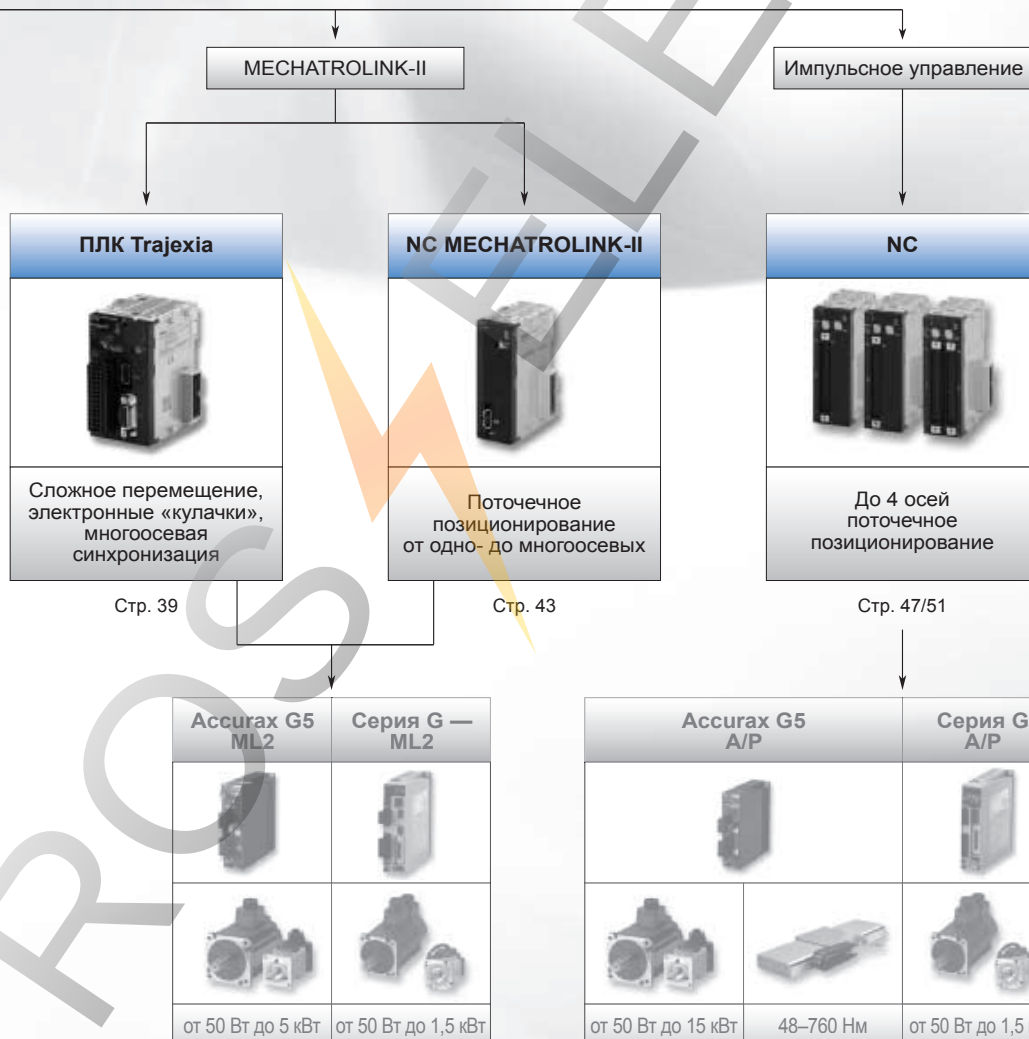 MECHATROLINK-II
Импульсное управление
ПЛК Trajexia
NC MECHATROLINK-II
NC
Сложное перемещение,
электронные «кулачки»,
многоосевая
синхронизация
Поточечное
позиционирование
от одно- до многоосевых
До 4 осей
поточечное
позиционирование
Стр. 39
Стр. 43
Стр. 47/51
Accurax G5
ML2
Серия G —
ML2
Accurax G5
A/P
Серия G
A/P
от 50 Вт до 5 кВт
от 50 Вт до 1,5 кВт
от 50 Вт до 15 кВт
48–760 Нм
от 50 Вт до 1,5
ROS ELE